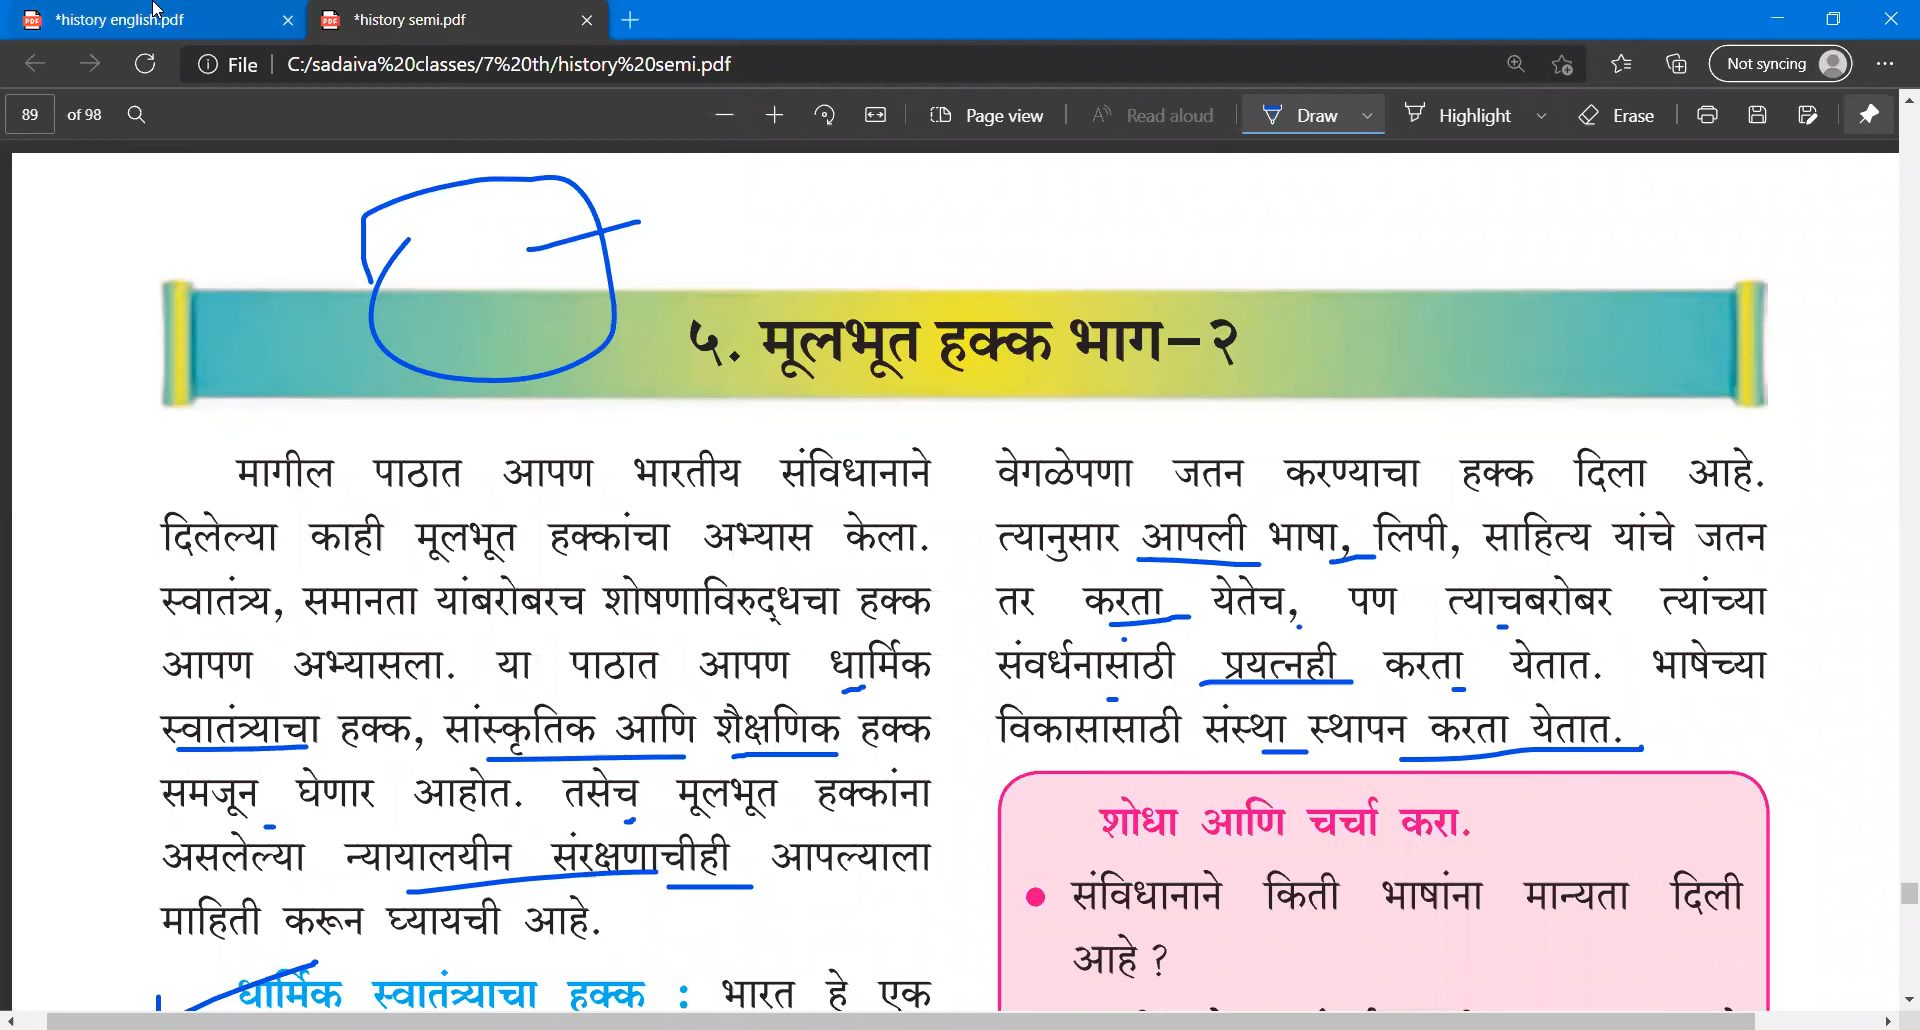 *history english.pdf
*history semi.pdf
File
C:/sadaiva%20classes/7%20th/history%20semi.pdf
Not syncing
89
of 98
Page view
Read aloud
Draw
Highlight
Erase
५. मूलभूत हक्क भाग–२
मागील पाठात आपण भारतीय संविधानाने
दिलेल्या काही मूलभूत हक्कांचा अभ्यास केला.
स्वातंत्र्य, समानता यांबरोबरच शोषणाविरुद्धचा हक्क
आपण अभ्यासला. या पाठात आपण धार्मिक
स्वातंत्र्याचा हक्क, सांस्कृतिक आणि शैक्षणिक हक्क
समजून घेणार आहोत. तसेच मूलभूत हक्कांना
असलेल्या न्यायालयीन संरक्षणाचीही आपल्याला
माहिती करून घ्यायची आहे.
धार्मिक स्वातंत्र्याचा हक्क : भारत हे एक
वेगळेपणा जतन करण्याचा हक्क दिला आहे.
त्यानुसार आपली भाषा, लिपी, साहित्य यांचे जतन
तर करता येतेच, पण त्याचबरोबर त्यांच्या
संवर्धनासाठी प्रयत्नही करता येतात. भाषेच्या
विकासासाठी संस्था स्थापन करता येतात.
शोधा आणि चर्चा करा.
संविधानाने किती भाषांना मान्यता दिली
आहे ?